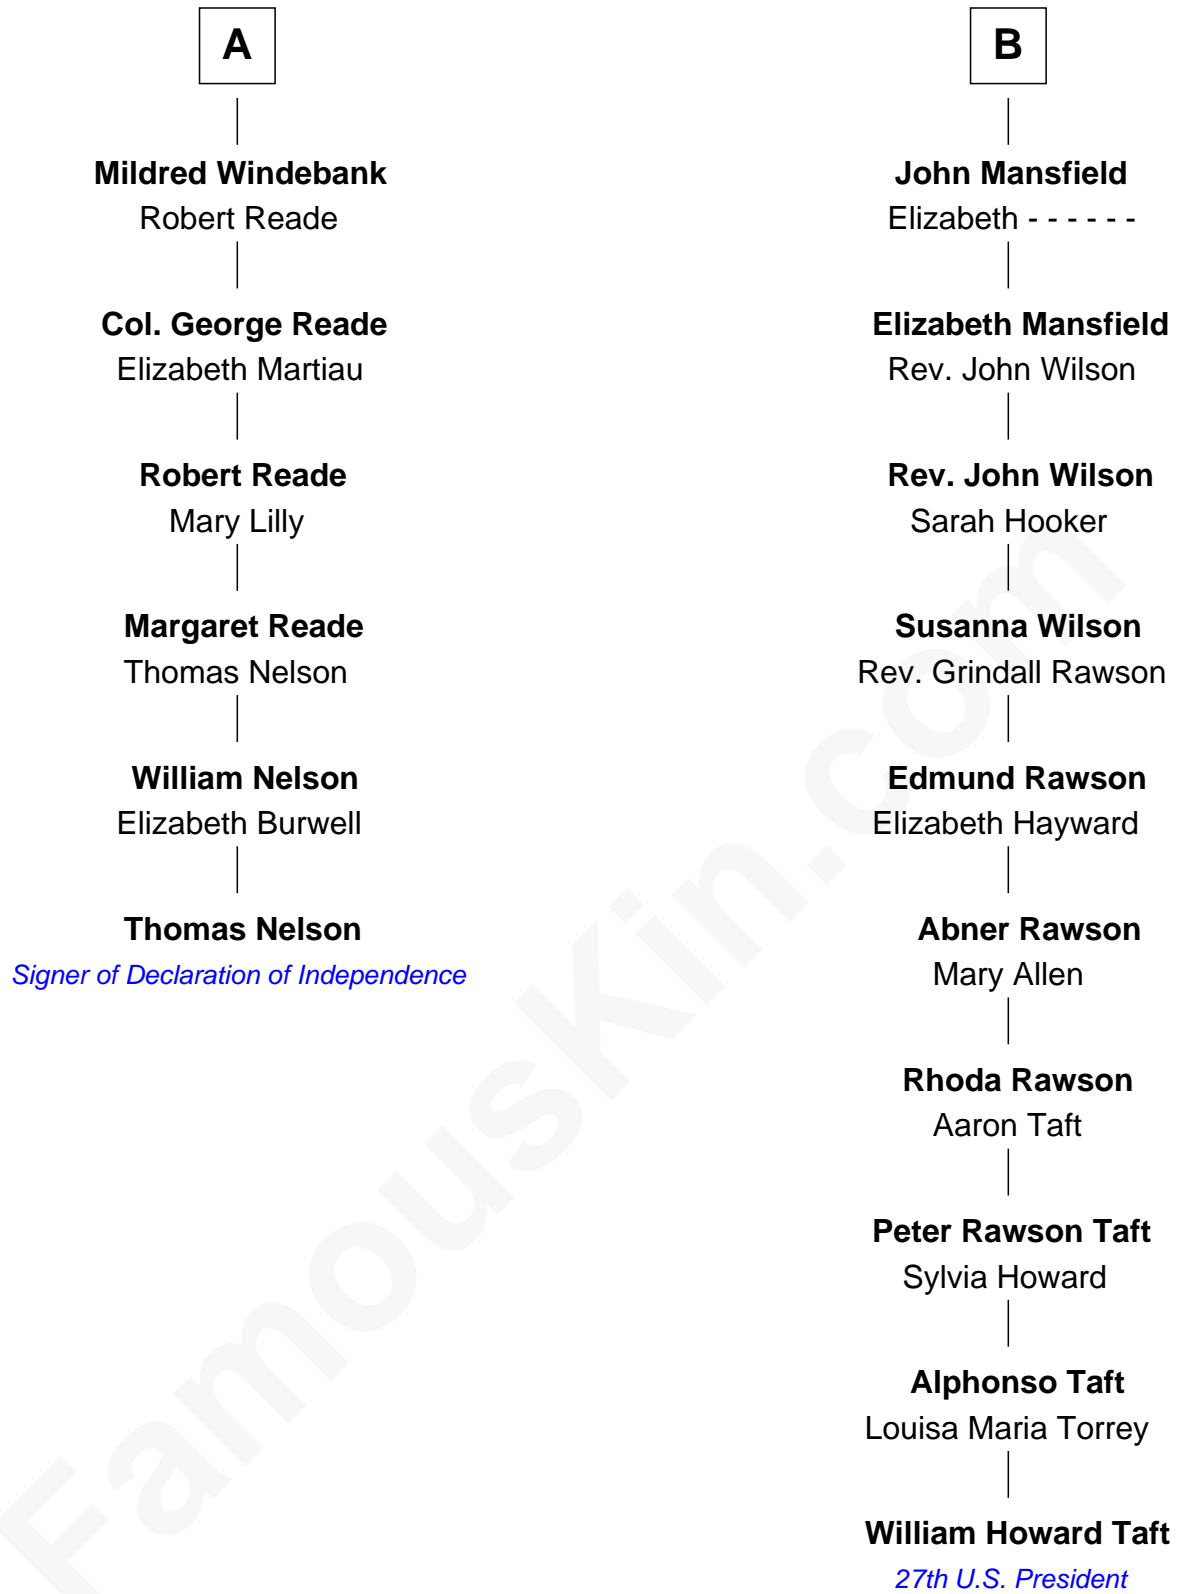 A
Mildred Windebank
Robert Reade
Col. George Reade
Elizabeth Martiau
Robert Reade
Mary Lilly
Margaret Reade
Thomas Nelson
William Nelson
Elizabeth Burwell
Thomas Nelson
Signer of Declaration of Independence
B
John Mansfield
Elizabeth - - - - - -
Elizabeth Mansfield
Rev. John Wilson
Rev. John Wilson
Sarah Hooker
Susanna Wilson
Rev. Grindall Rawson
Edmund Rawson
Elizabeth Hayward
Abner Rawson
Mary Allen
Rhoda Rawson
Aaron Taft
Peter Rawson Taft
Sylvia Howard
Alphonso Taft
Louisa Maria Torrey
William Howard Taft
27th U.S. President
FamousKin.com